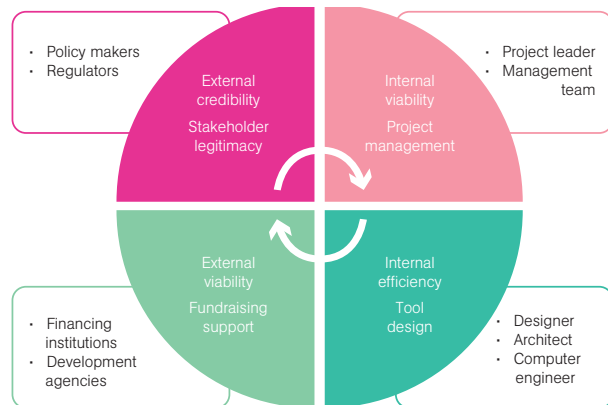 · Policy makers
· Regulators
External
credibility
Stakeholder
legitimacy
Internal
viability
Project
management
· Project leader
· Management
team
· Financing
institutions
· Development
agencies
External
viability
Fundraising
support
Internal
efficiency
Tool
design
· Designer
· Architect
· Computer
engineer